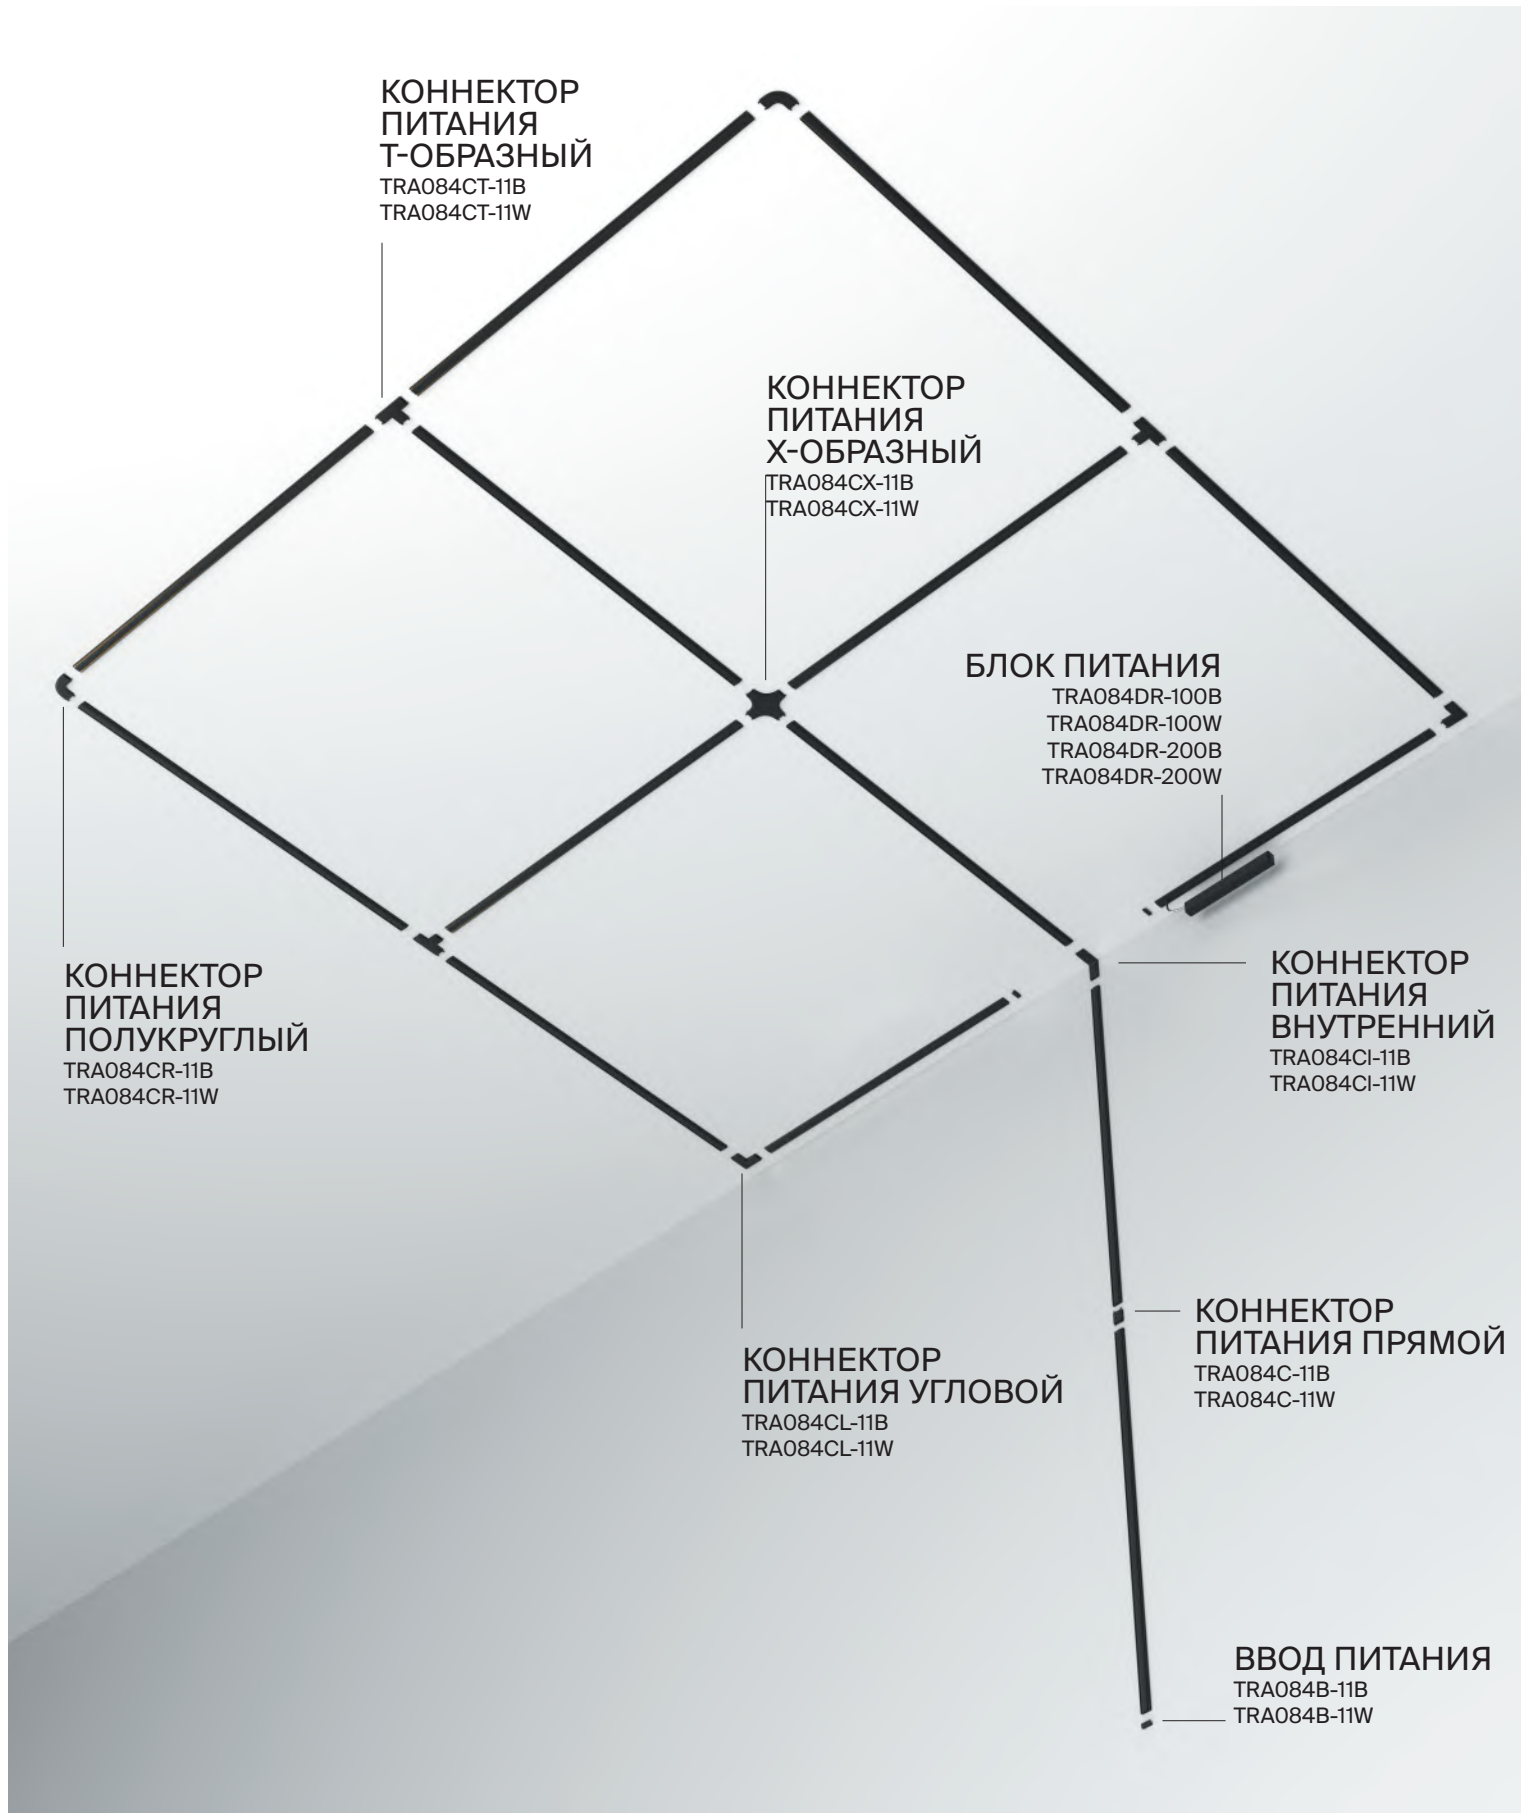 КОННЕКТОР
ПИТАНИЯ
Т-ОБРАЗНЫЙ
TRA084CT-11B
TRA084CT-11W
КОННЕКТОР
ПИТАНИЯ
X-ОБРАЗНЫЙ
TRA084CX-11B
TRA084CX-11W
БЛОК ПИТАНИЯ
TRA084DR-100B
TRA084DR-100W
TRA084DR-200B
TRA084DR-200W
КОННЕКТОР
ПИТАНИЯ
ПОЛУКРУГЛЫЙ
TRA084CR-11B
TRA084CR-11W
КОННЕКТОР
ПИТАНИЯ
ВНУТРЕННИЙ
TRA084CI-11B
TRA084CI-11W
КОННЕКТОР
ПИТАНИЯ ПРЯМОЙ
TRA084C-11B
TRA084C-11W
КОННЕКТОР
ПИТАНИЯ УГЛОВОЙ
TRA084CL-11B
TRA084CL-11W
ВВОД ПИТАНИЯ
TRA084B-11B
TRA084B-11W